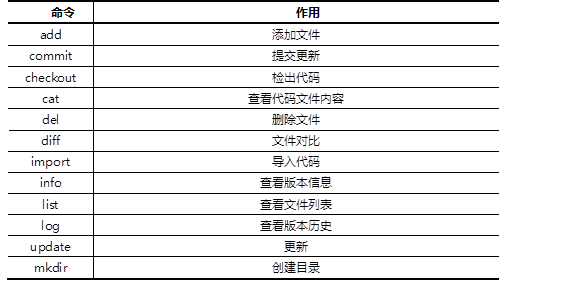 命令 作用
add 添加文件
commit 提交更新
checkout 检出代码
cat 查看代码文件内容
del 删除文件
diff 文件对比
import 导入代码
info 查看版本信息
list 查看文件列表
log 查看版本历史
update 更新
mkdir 创建目录